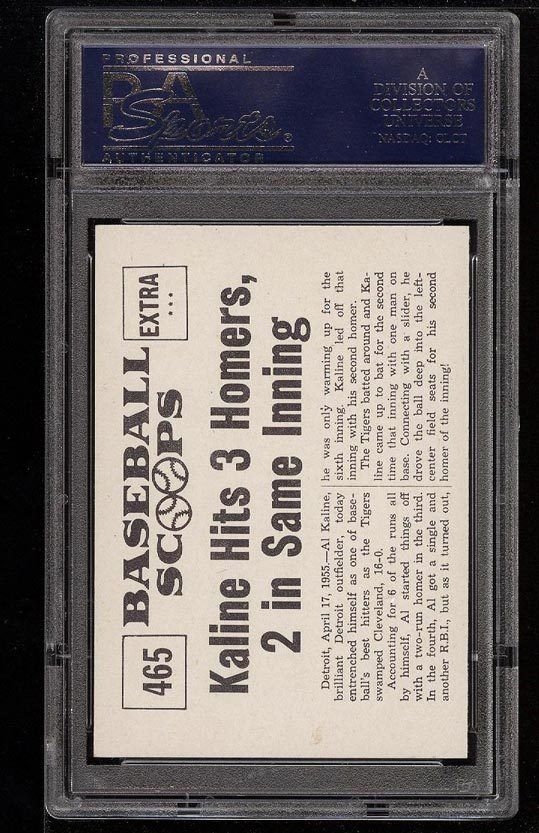 PROFESSIONAL
PSA
Sports®
AUTHENTICATOR
A
DIVISION OF
COLLECTORS
UNIVERSE
NASDAQ: CLCT
465
BASEBALL
SCOOPS
EXTRA
...
Kaline Hits 3 Homers,
2 in Same Inning
Detroit, April 17, 1955.—Al Kaline,
brilliant Detroit outfielder, today
entrenched himself as one of base-
ball's best hitters as the Tigers
swamped Cleveland, 16-0.
Accounting for 6 of the runs all
by himself, Al started things off
with a two-run homer in the third.
In the fourth, Al got a single and
another R.B.I., but as it turned out,
he was only warming up for the
sixth inning. Kaline led off that
inning with his second homer.
The Tigers batted around and Ka-
line came up to bat for the second
time that inning with one man on
base. Connecting with a slider, he
drove the ball deep into the left-
center field seats for his second
homer of the inning!